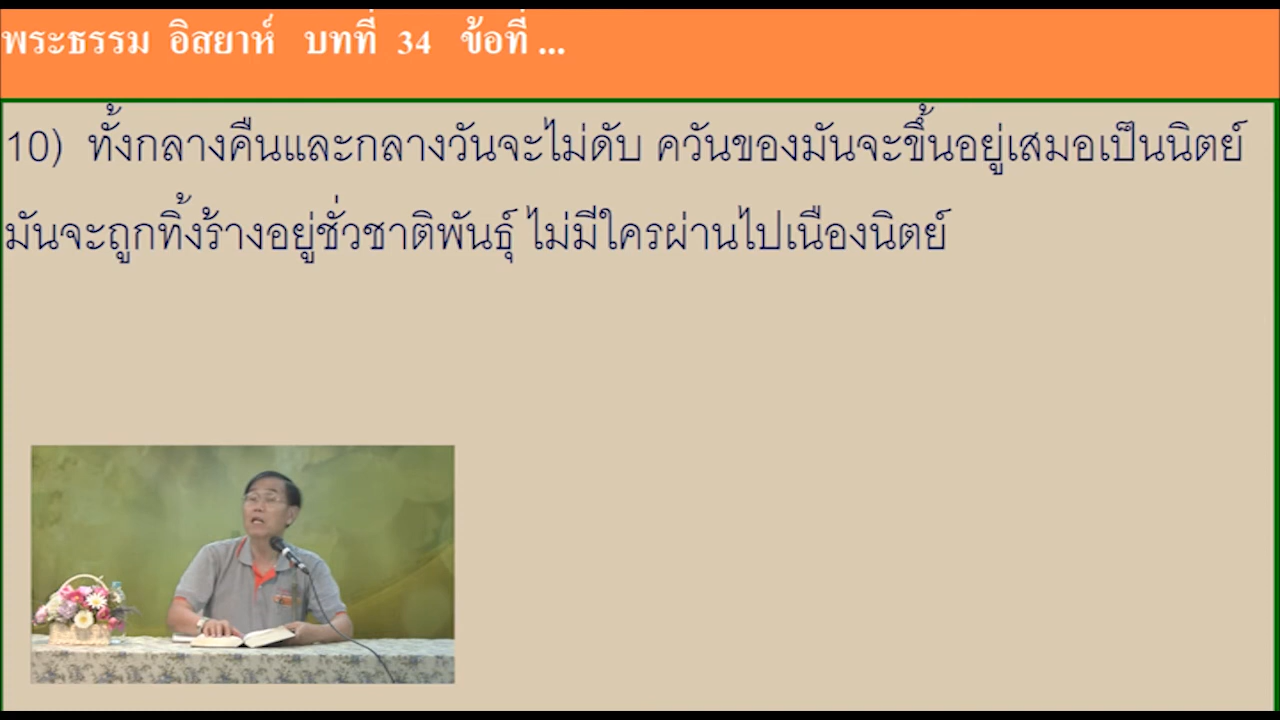 พระธรรม อิสยาห์ บทที่ 34 ข้อที่ ...
10) ทั้งกลางคืนและกลางวันจะไม่ดับ ควันของมันจะขึ้นอยู่เสมอเป็นนิตย์
มันจะถูกทิ้งร้างอยู่ชั่วชาติพันธุ์ ไม่มีใครผ่านไปเนืองนิตย์